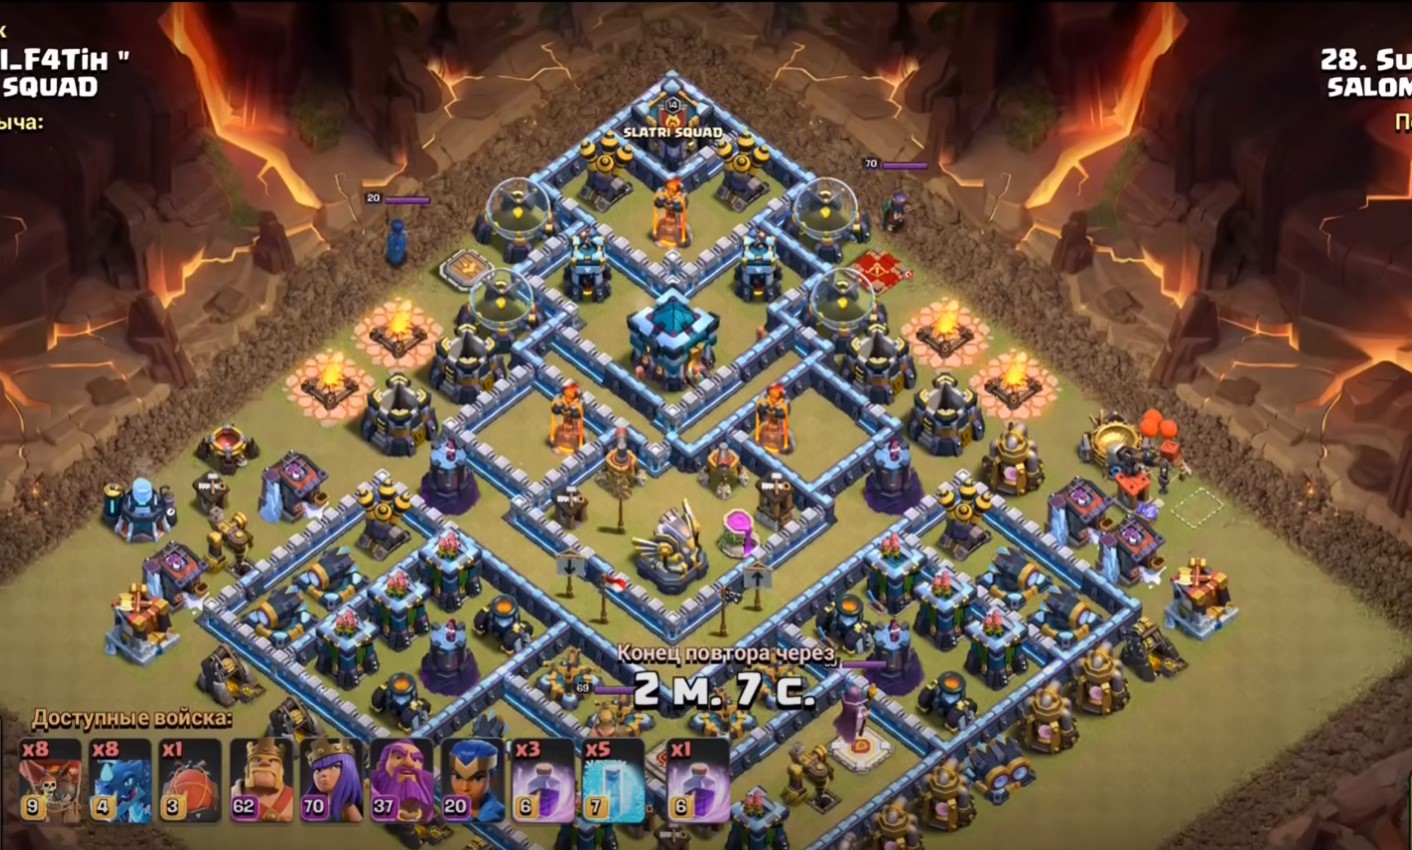 к
I_F4TiH "
SQUAD
ыча:
28. Su
SALOM
П
14
SLATRI SQUAD
20
70
Конец повтора через
69
2 м. 7 с.
Доступные войска:
x8 x8 x1 x3 x5 x1
9 4 3 62 70 37 20 6 7 6